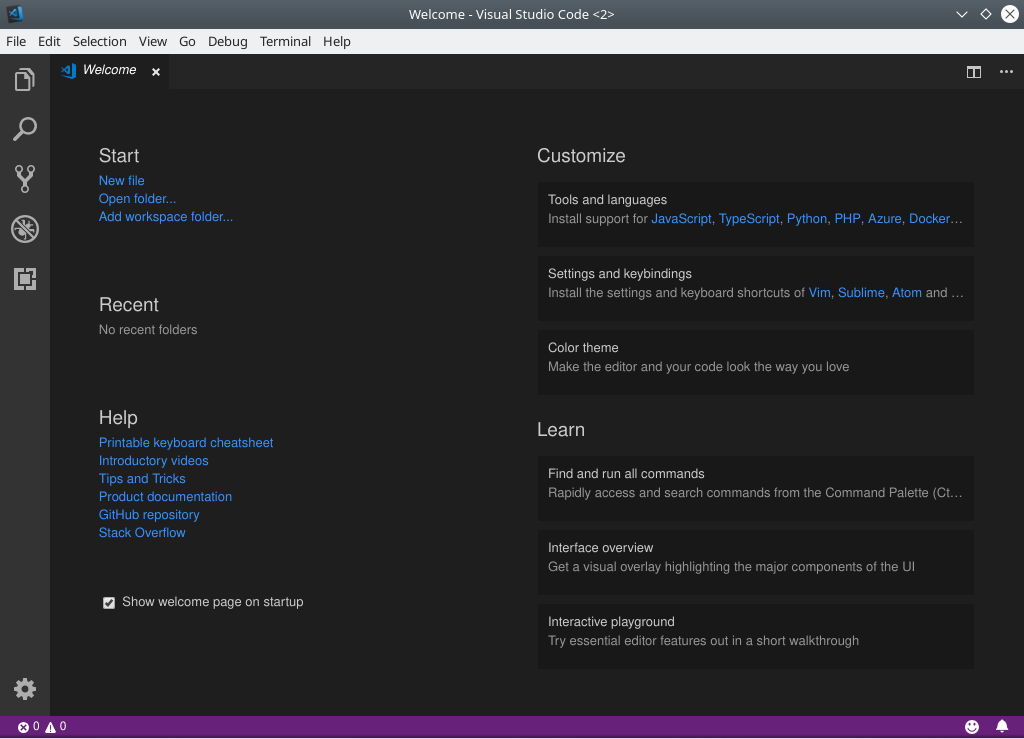 Welcome - Visual Studio Code <2>
File Edit Selection View Go Debug Terminal Help
Welcome
Start
New file
Open folder...
Add workspace folder...
Recent
No recent folders
Help
Printable keyboard cheatsheet
Introductory videos
Tips and Tricks
Product documentation
GitHub repository
Stack Overflow
Show welcome page on startup
Customize
Tools and languages
Install support for JavaScript, TypeScript, Python, PHP, Azure, Docker…
Settings and keybindings
Install the settings and keyboard shortcuts of Vim, Sublime, Atom and …
Color theme
Make the editor and your code look the way you love
Learn
Find and run all commands
Rapidly access and search commands from the Command Palette (Ct…
Interface overview
Get a visual overlay highlighting the major components of the UI
Interactive playground
Try essential editor features out in a short walkthrough
0 0